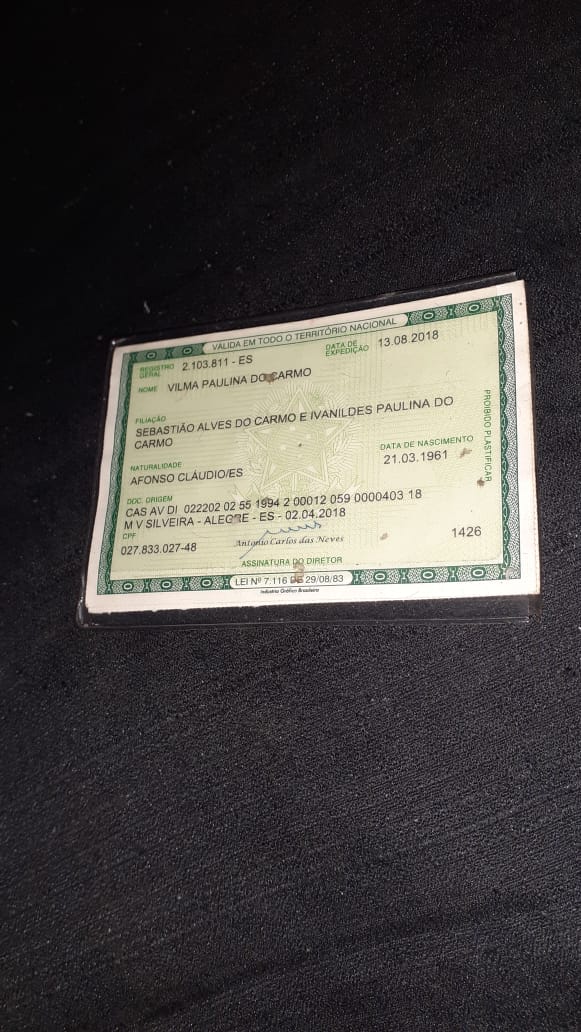 VÁLIDA EM TODO O TERRITÓRIO NACIONAL
REGISTRO GERAL 2.103.811 - ES DATA DE EXPEDIÇÃO 13.08.2018
NOME VILMA PAULINA DO CARMO
FILIAÇÃO
SEBASTIÃO ALVES DO CARMO E IVANILDES PAULINA DO
CARMO
NATURALIDADE DATA DE NASCIMENTO
AFONSO CLÁUDIO/ES 21.03.1961
DOC. ORIGEM
CAS AV DI 022202 02 55 1994 2 00012 059 0000403 18
M V SILVEIRA - ALEGRE - ES - 02.04.2018
CPF
027.833.027-48 Antônio Carlos das Neves 1426
ASSINATURA DO DIRETOR
LEI Nº 7.116 DE 29/08/83
Indústria Gráfica Brasileira
PROIBIDO PLASTIFICAR